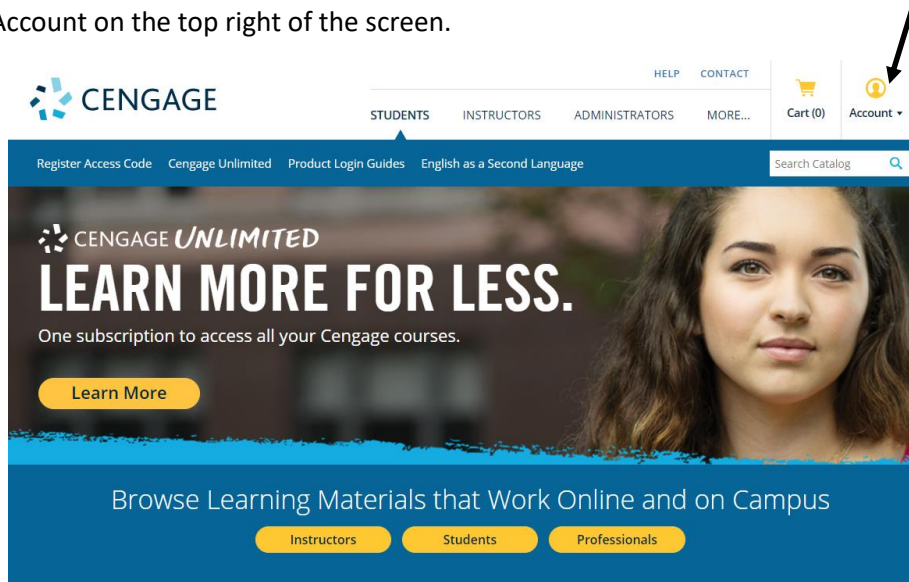 Account on the top right of the screen.
HELP CONTACT
CENGAGE
STUDENTS INSTRUCTORS ADMINISTRATORS MORE...
Cart (0) Account
Register Access Code Cengage Unlimited Product Login Guides English as a Second Language
Search Catalog
CENGAGE UNLIMITED
LEARN MORE FOR LESS.
One subscription to access all your Cengage courses.
Learn More
Browse Learning Materials that Work Online and on Campus
Instructors Students Professionals